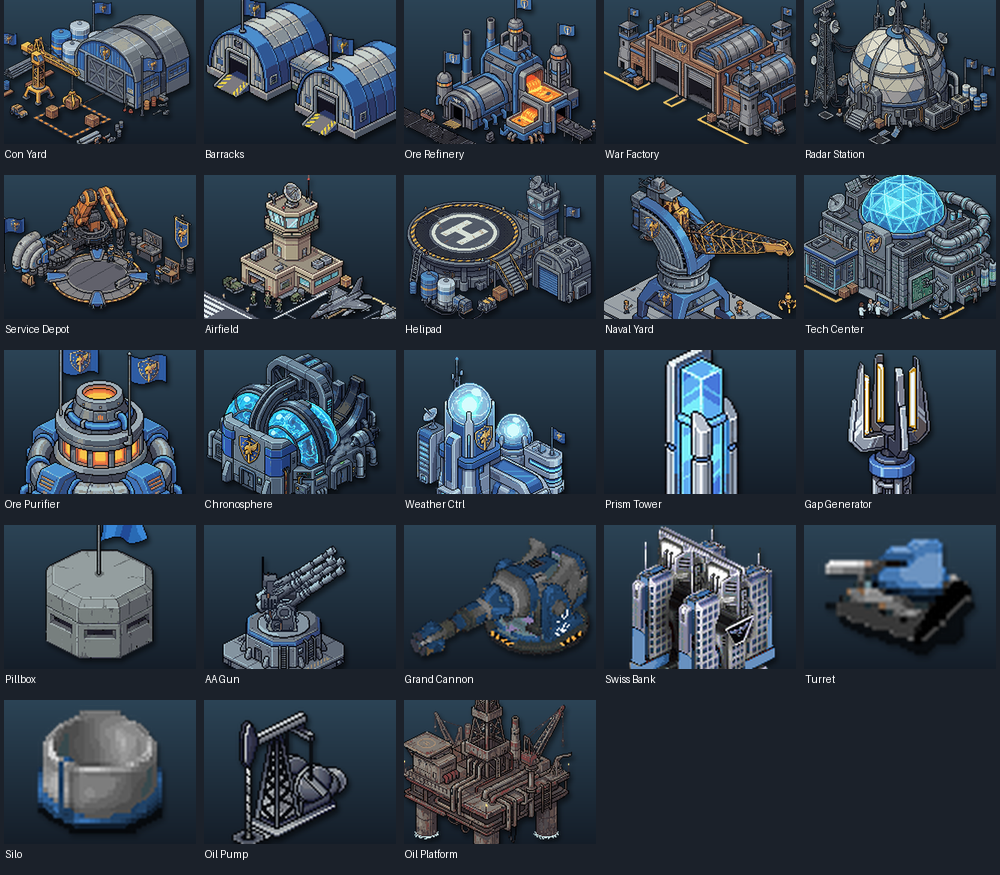 Con Yard
Barracks
Ore Refinery
War Factory
Radar Station
Service Depot
Airfield
H
Helipad
Naval Yard
Tech Center
Ore Purifier
Chronosphere
Weather Ctrl
Prism Tower
Gap Generator
Pillbox
AA Gun
Grand Cannon
Swiss Bank
Turret
Silo
Oil Pump
Oil Platform